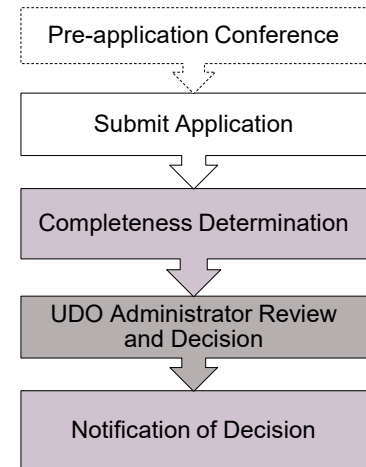 Pre-application Conference
Submit Application
Completeness Determination
UDO Administrator Review
and Decision
Notification of Decision